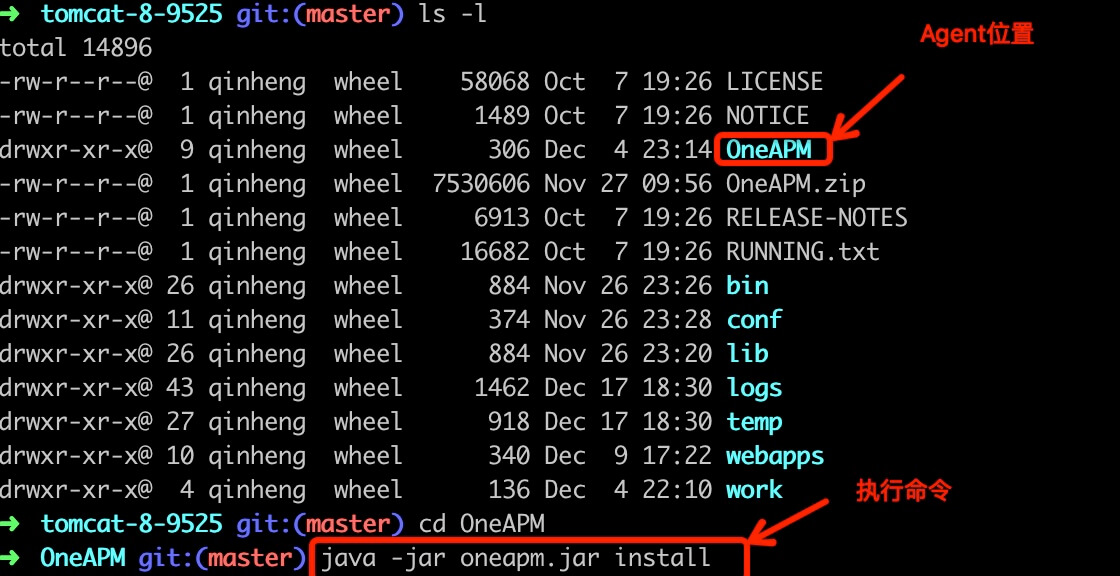 ➜ tomcat-8-9525 git:(master) ls -l
total 14896
Agent位置
-rw-r--r--@ 1 qinheng wheel 58068 Oct 7 19:26 LICENSE
-rw-r--r--@ 1 qinheng wheel 1489 Oct 7 19:26 NOTICE
drwxr-xr-x@ 9 qinheng wheel 306 Dec 4 23:14 OneAPM
-rw-r--r--@ 1 qinheng wheel 7530606 Nov 27 09:56 OneAPM.zip
-rw-r--r--@ 1 qinheng wheel 6913 Oct 7 19:26 RELEASE-NOTES
-rw-r--r--@ 1 qinheng wheel 16682 Oct 7 19:26 RUNNING.txt
drwxr-xr-x@ 26 qinheng wheel 884 Nov 26 23:26 bin
drwxr-xr-x@ 11 qinheng wheel 374 Nov 26 23:28 conf
drwxr-xr-x@ 26 qinheng wheel 884 Nov 26 23:20 lib
drwxr-xr-x@ 43 qinheng wheel 1462 Dec 17 18:30 logs
drwxr-xr-x@ 27 qinheng wheel 918 Dec 17 18:30 temp
drwxr-xr-x@ 10 qinheng wheel 340 Dec 9 17:22 webapps
drwxr-xr-x@ 4 qinheng wheel 136 Dec 4 22:10 work
执行命令
➜ tomcat-8-9525 git:(master) cd OneAPM
➜ OneAPM git:(master) java -jar oneapm.jar install